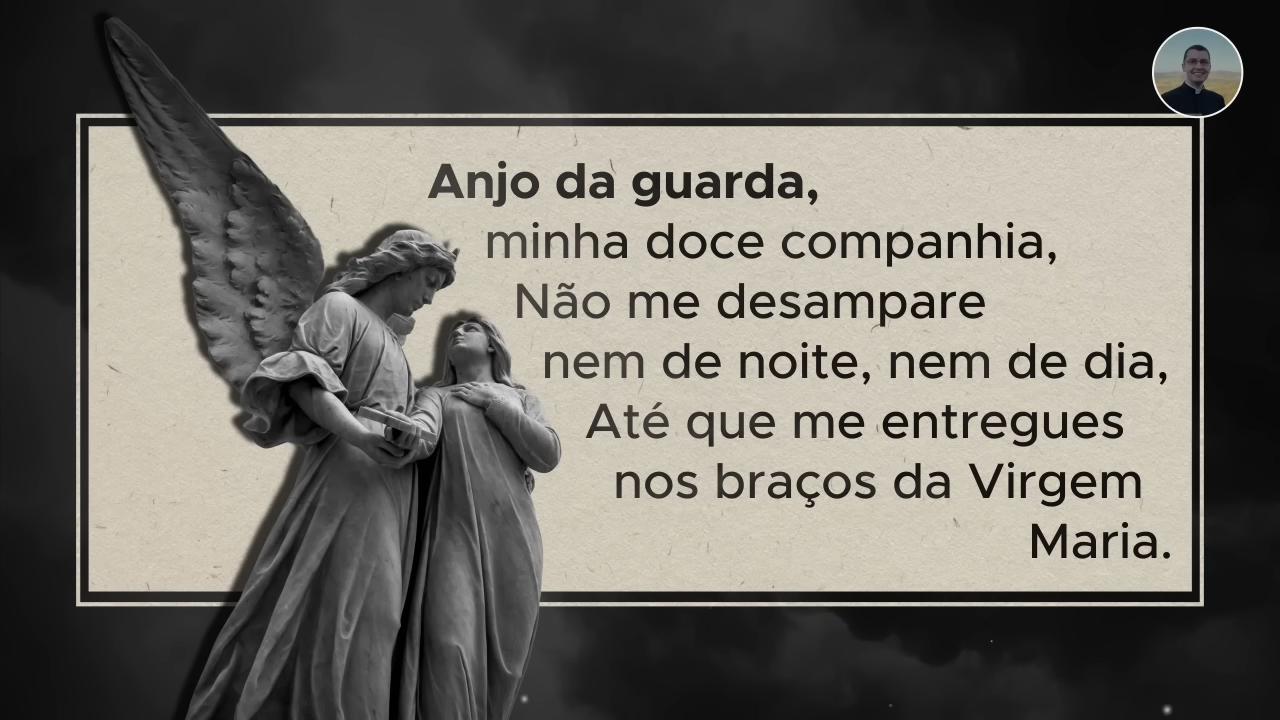 Anjo da guarda,
minha doce companhia,
Não me desampare
nem de noite, nem de dia,
Até que me entregues
nos braços da Virgem
Maria.